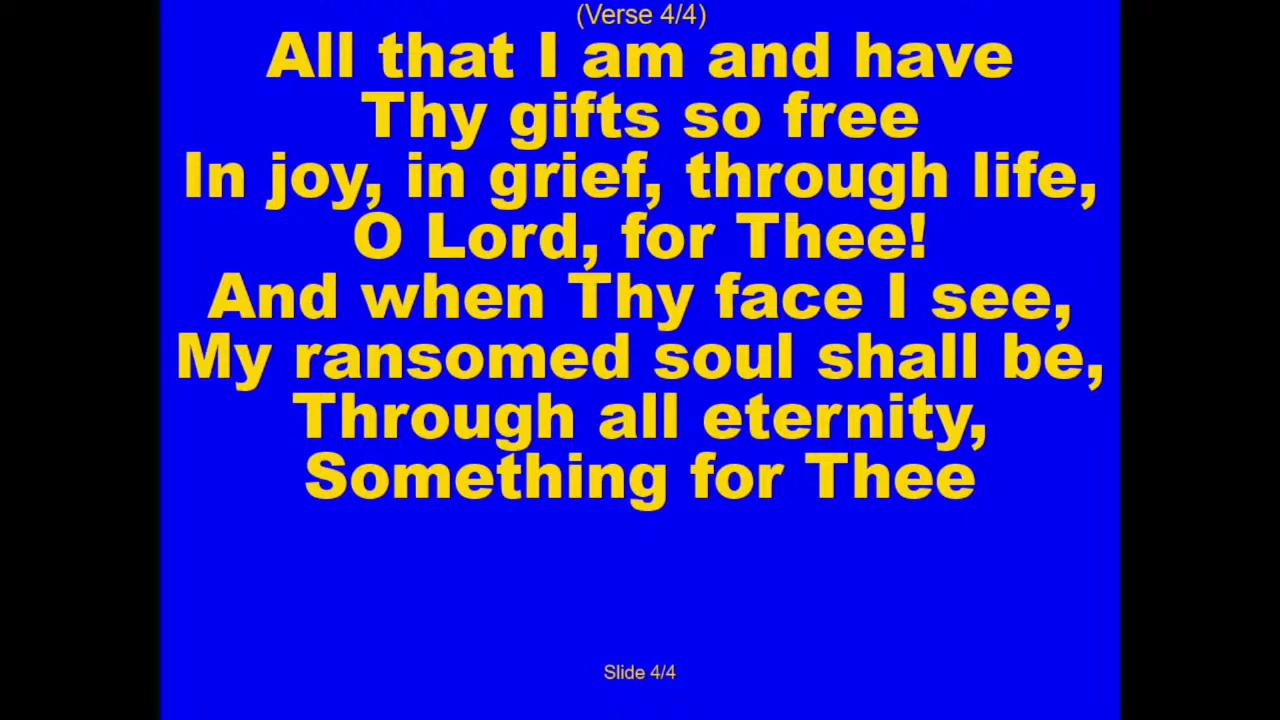 (Verse 4/4)
All that I am and have
Thy gifts so free
In joy, in grief, through life,
O Lord, for Thee!
And when Thy face I see,
My ransomed soul shall be,
Through all eternity,
Something for Thee
Slide 4/4